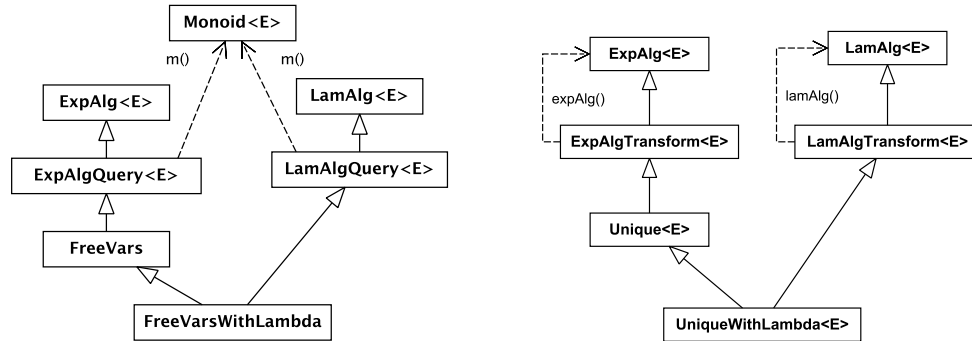 Monoid<E>
m()
m()
ExpAlg<E>
LamAlg<E>
ExpAlgQuery<E>
LamAlgQuery<E>
FreeVars
FreeVarsWithLambda
ExpAlg<E>
LamAlg<E>
expAlg()
lamAlg()
ExpAlgTransform<E>
LamAlgTransform<E>
Unique<E>
UniqueWithLambda<E>